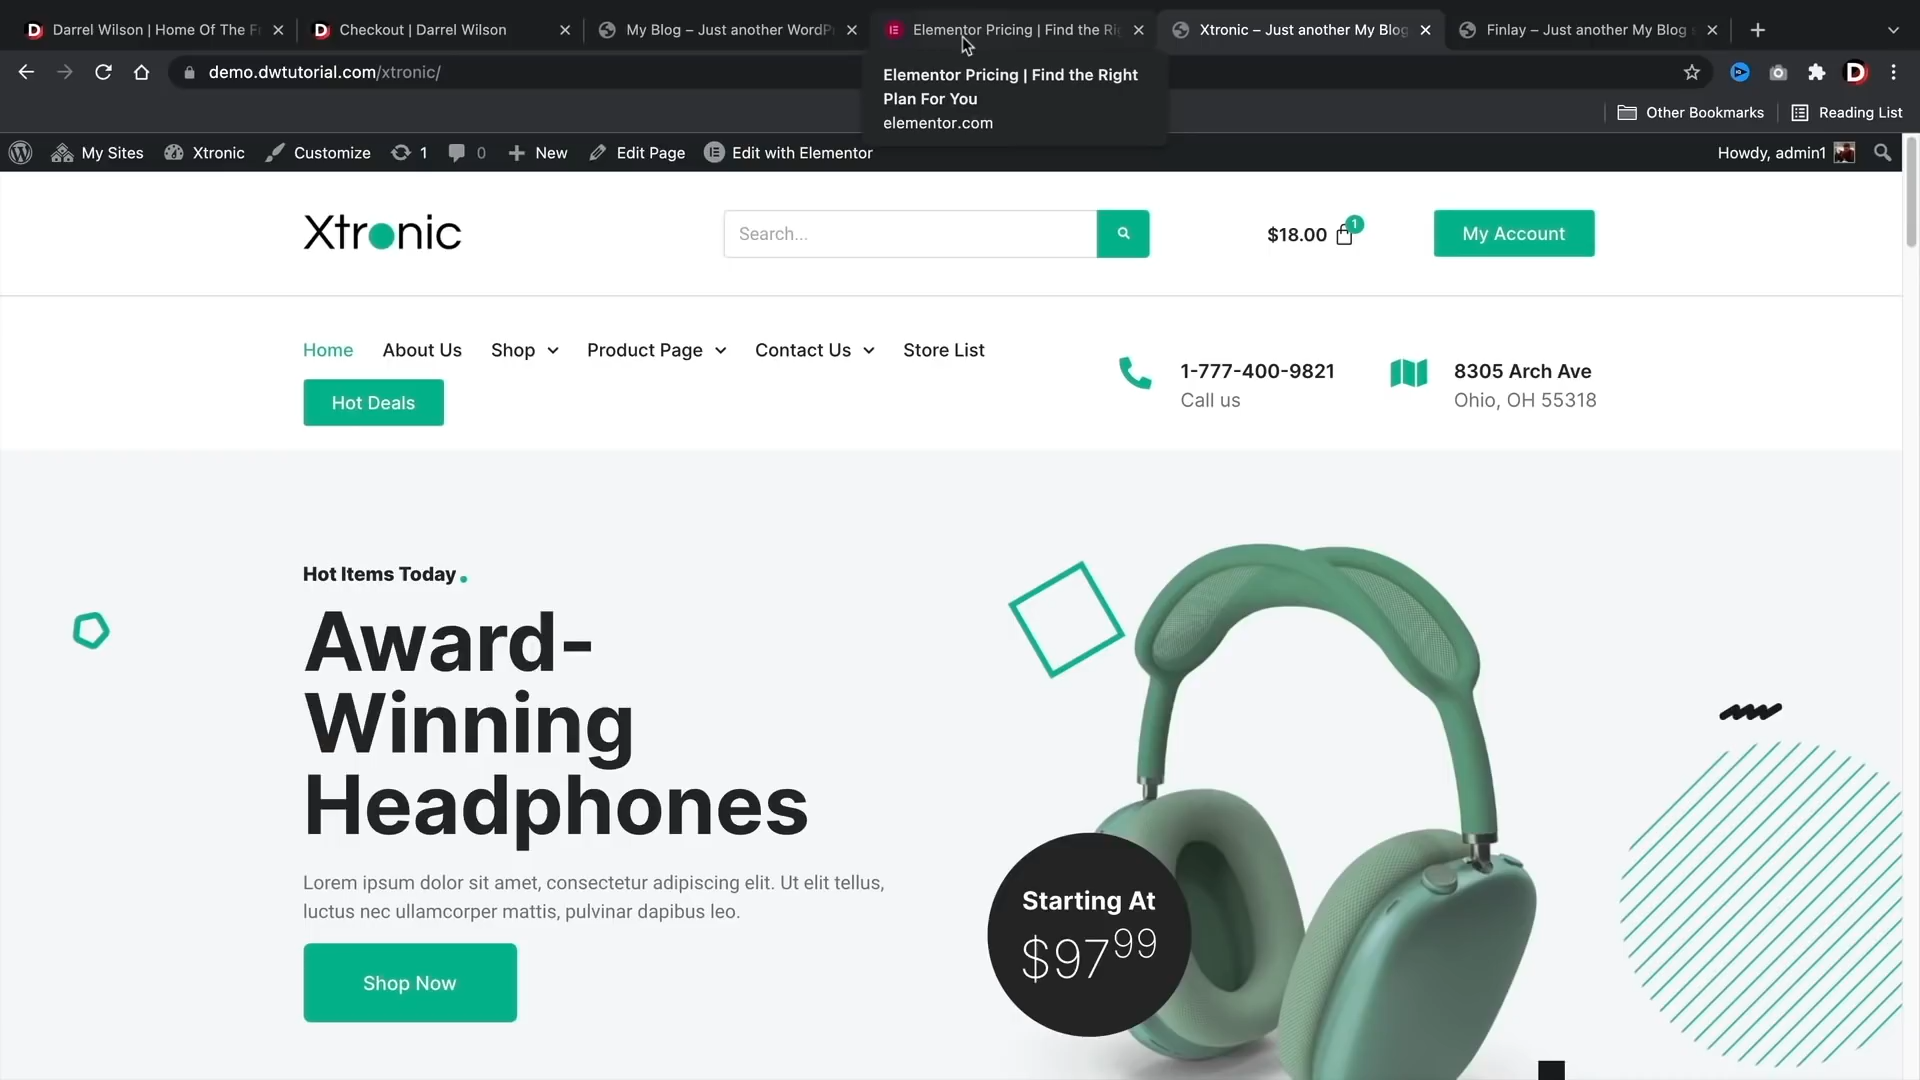 Darrel Wilson | Home Of The F
Checkout | Darrel Wilson
My Blog – Just another WordP
Elementor Pricing | Find the Ri
Xtronic – Just another My Blog
Finlay – Just another My Blog s
demo.dwtutorial.com/xtronic/
Elementor Pricing | Find the Right
Plan For You
elementor.com
Other Bookmarks
Reading List
My Sites
Xtronic
Customize
1
0
New
Edit Page
Edit with Elementor
Howdy, admin1
Xtronic
Search...
$18.00
1
My Account
Home
About Us
Shop
Product Page
Contact Us
Store List
Hot Deals
1-777-400-9821
Call us
8305 Arch Ave
Ohio, OH 55318
Hot Items Today.
Award-
Winning
Headphones
Lorem ipsum dolor sit amet, consectetur adipiscing elit. Ut elit tellus,
luctus nec ullamcorper mattis, pulvinar dapibus leo.
Shop Now
Starting At
$9799